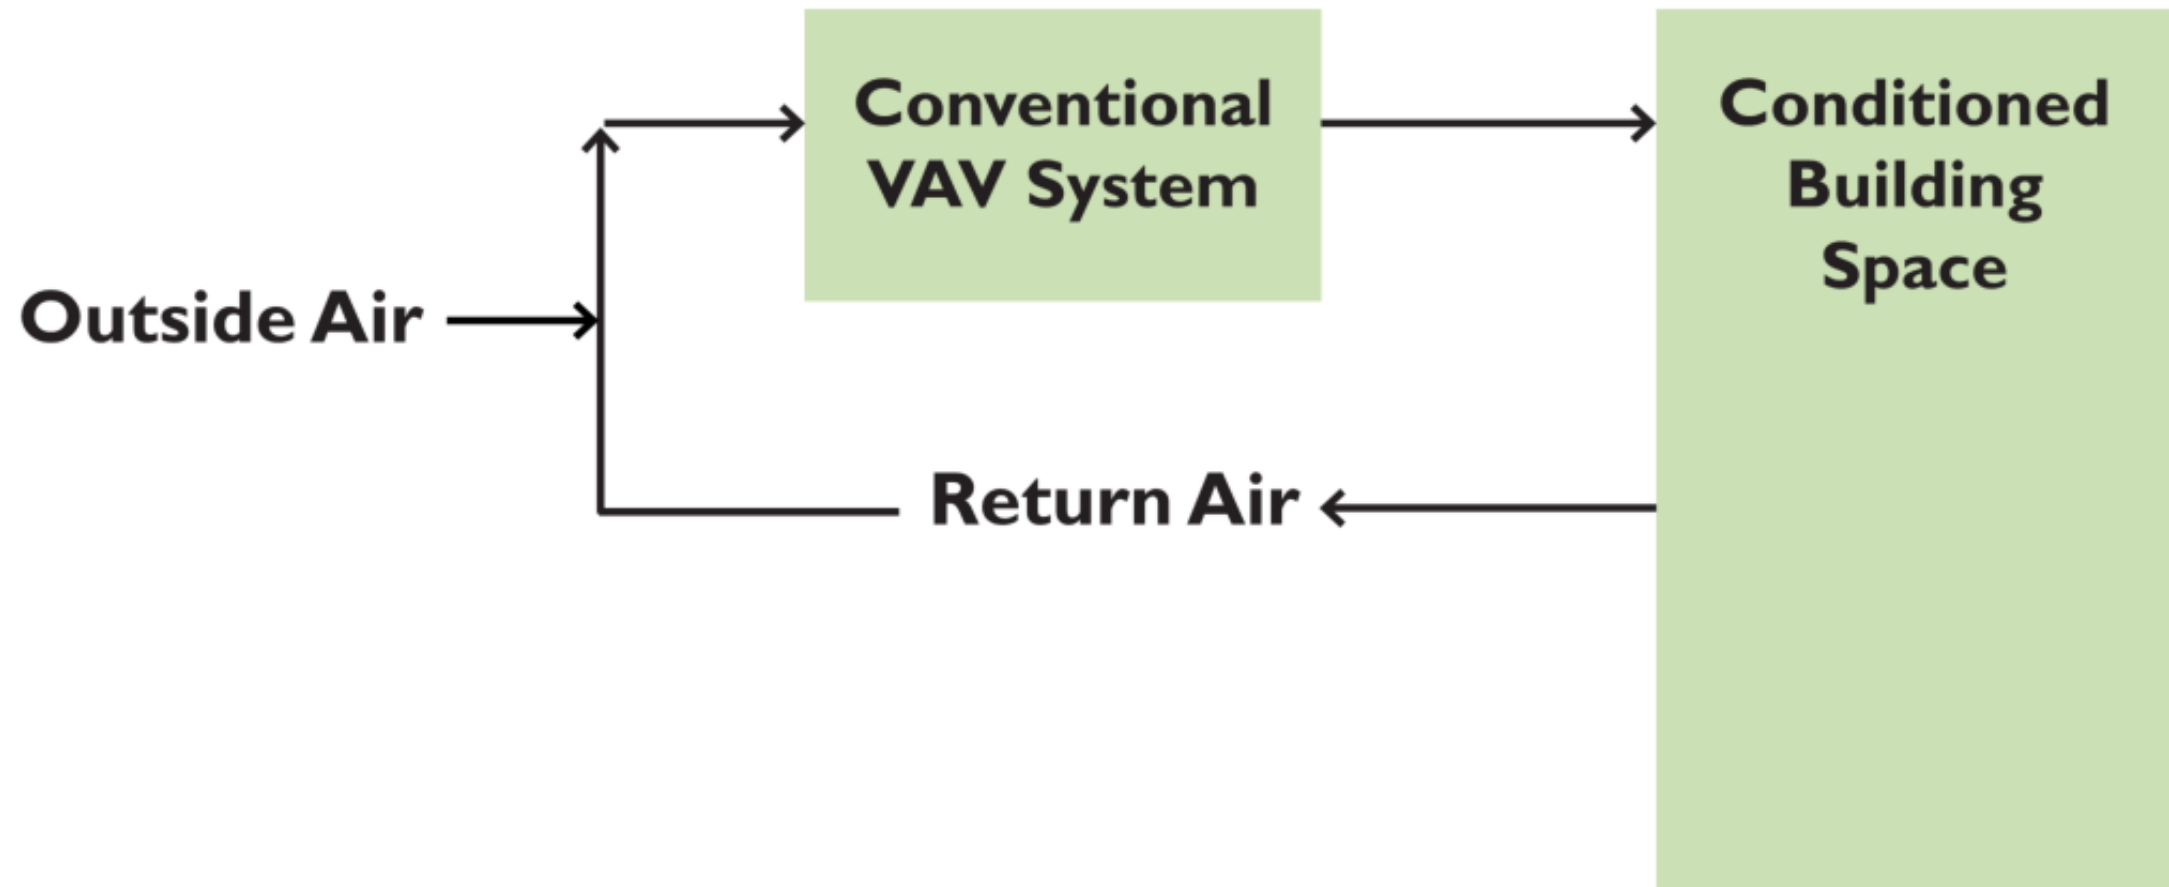 Conventional
VAV System
Conditioned
Building
Space
Outside Air
Return Air